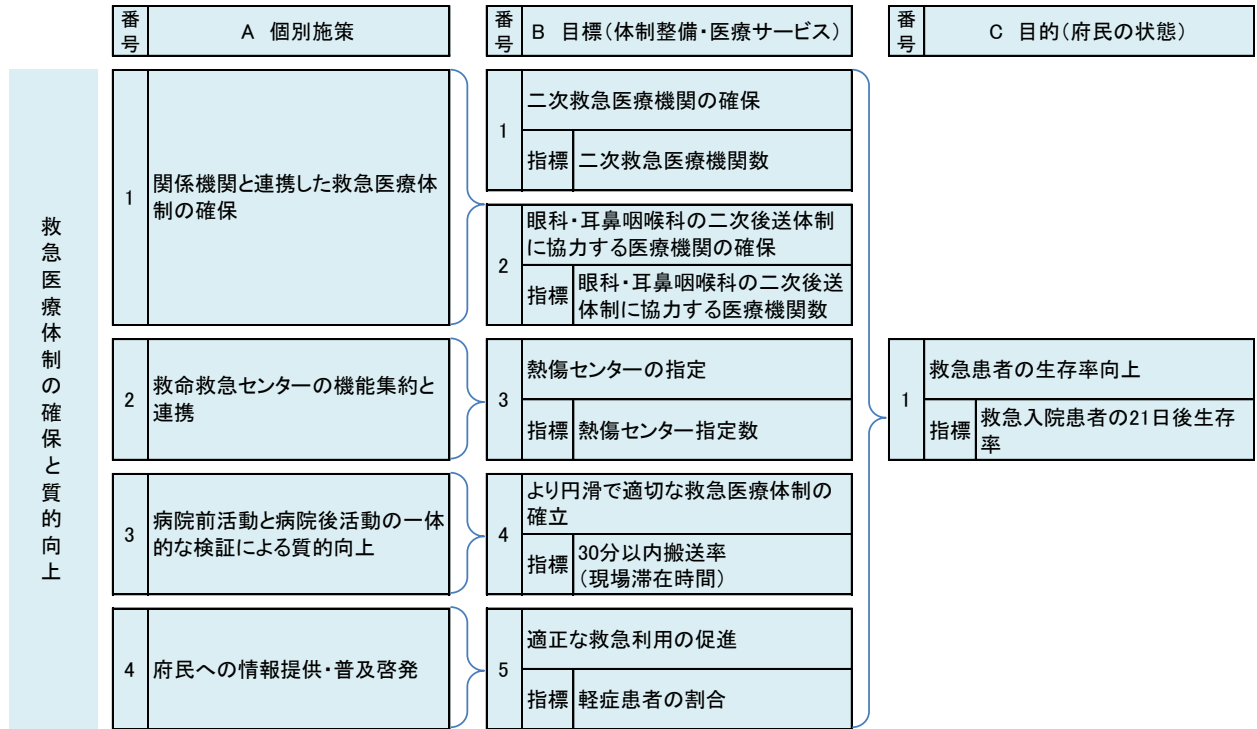 番号
A 個別施策
番号
B 目標(体制整備・医療サービス)
番号
C 目的(府民の状態)
救急医療体制の確保と質的向上
1
関係機関と連携した救急医療体
制の確保
1
二次救急医療機関の確保
指標
二次救急医療機関数
2
眼科・耳鼻咽喉科の二次後送体制
に協力する医療機関の確保
指標
眼科・耳鼻咽喉科の二次後送
体制に協力する医療機関数
2
救命救急センターの機能集約と
連携
3
熱傷センターの指定
指標
熱傷センター指定数
1
救急患者の生存率向上
指標
救急入院患者の21日後生存
率
3
病院前活動と病院後活動の一体
的な検証による質的向上
4
より円滑で適切な救急医療体制の
確立
指標
30分以内搬送率
(現場滞在時間)
4
府民への情報提供・普及啓発
5
適正な救急利用の促進
指標
軽症患者の割合